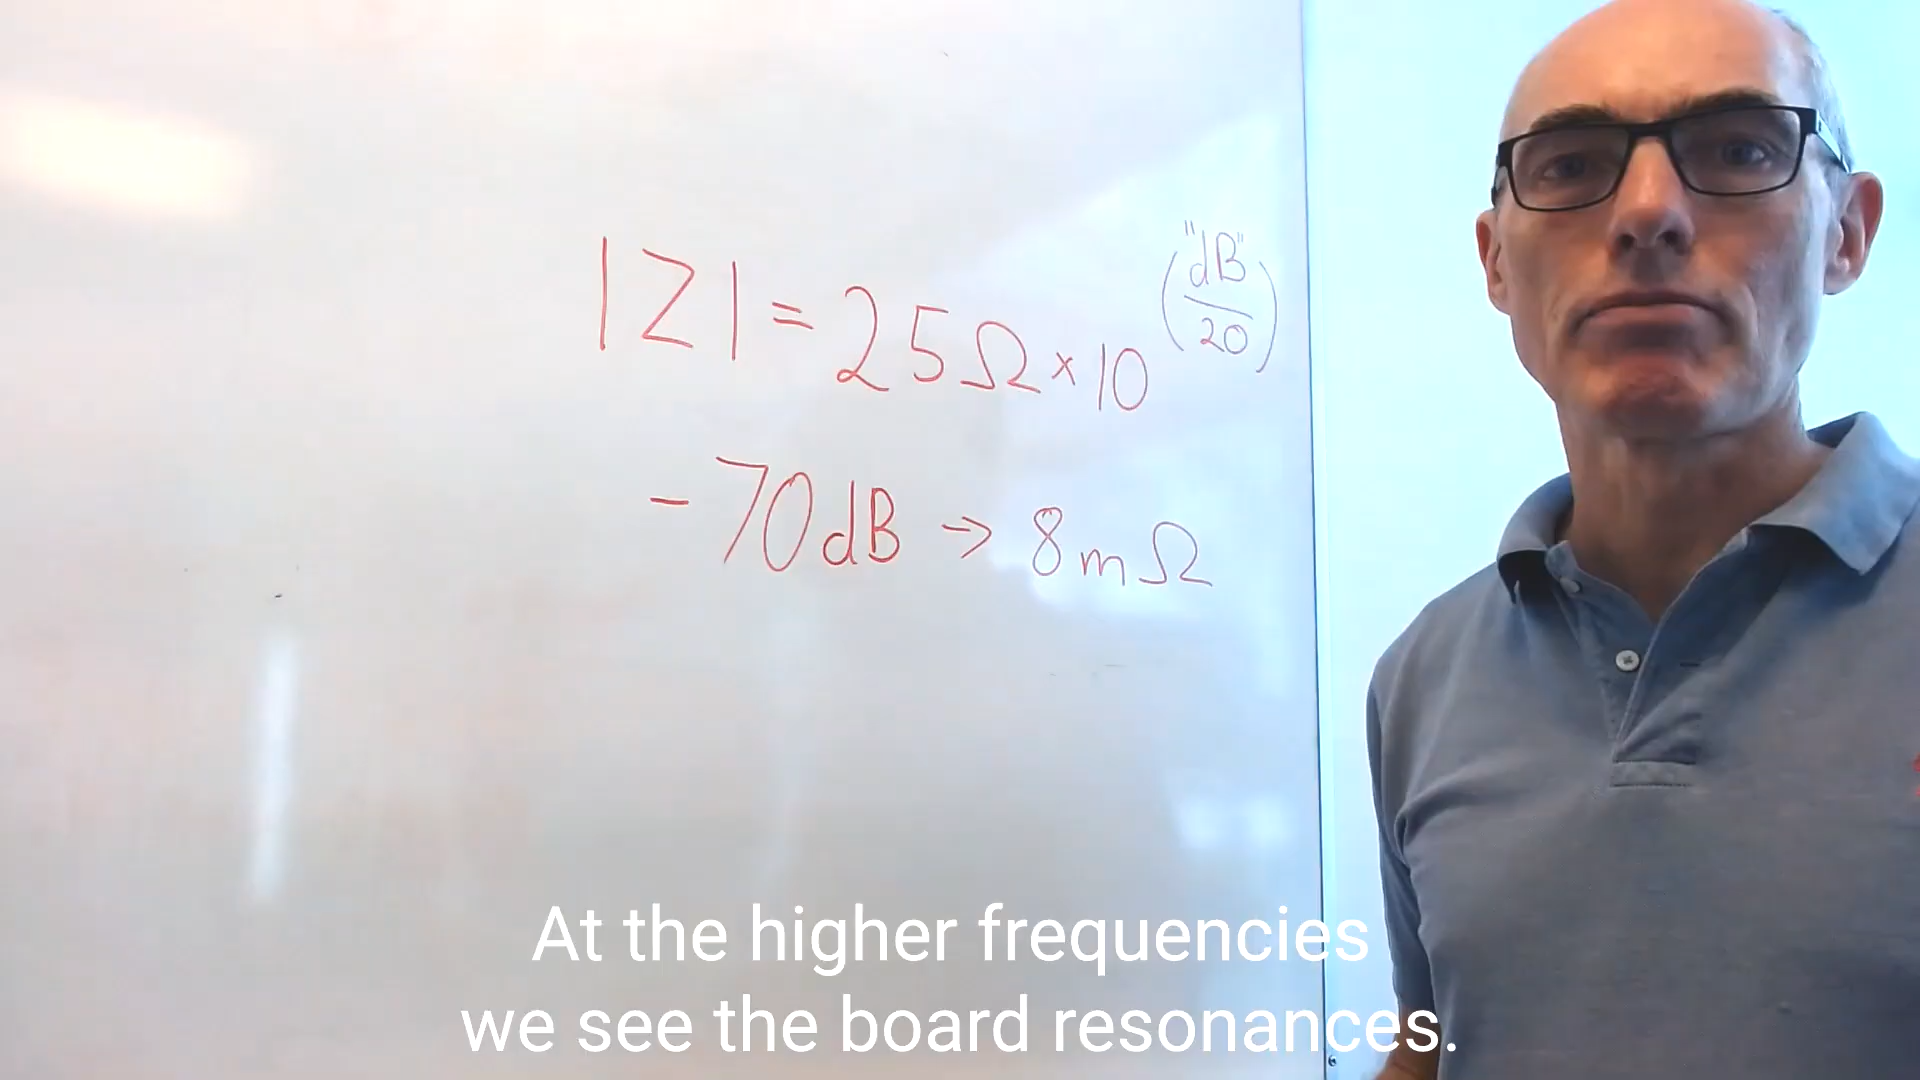 |Z| = 25Ω × 10^("dB"/20)
-70dB → 8mΩ
At the higher frequencies
we see the board resonances.